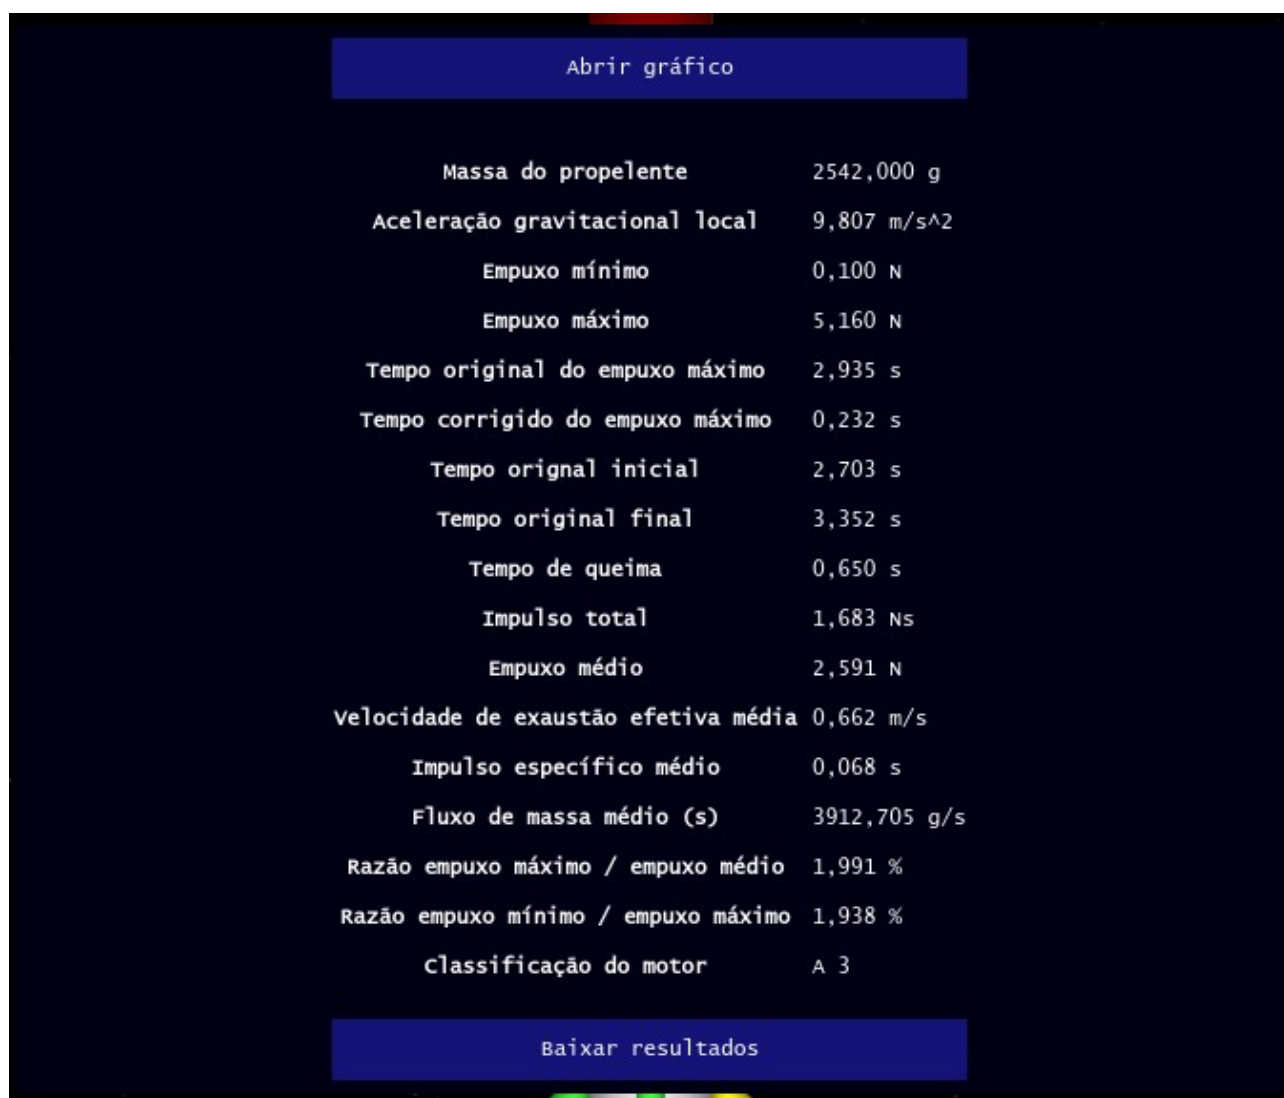 Abrir gráfico
Massa do propelente 2542,000 g
Aceleração gravitacional local 9,807 m/s^2
Empuxo mínimo 0,100 N
Empuxo máximo 5,160 N
Tempo original do empuxo máximo 2,935 s
Tempo corrigido do empuxo máximo 0,232 s
Tempo orignal inicial 2,703 s
Tempo original final 3,352 s
Tempo de queima 0,650 s
Impulso total 1,683 Ns
Empuxo médio 2,591 N
Velocidade de exaustão efetiva média 0,662 m/s
Impulso específico médio 0,068 s
Fluxo de massa médio (s) 3912,705 g/s
Razão empuxo máximo / empuxo médio 1,991 %
Razão empuxo mínimo / empuxo máximo 1,938 %
Classificação do motor A 3
Baixar resultados